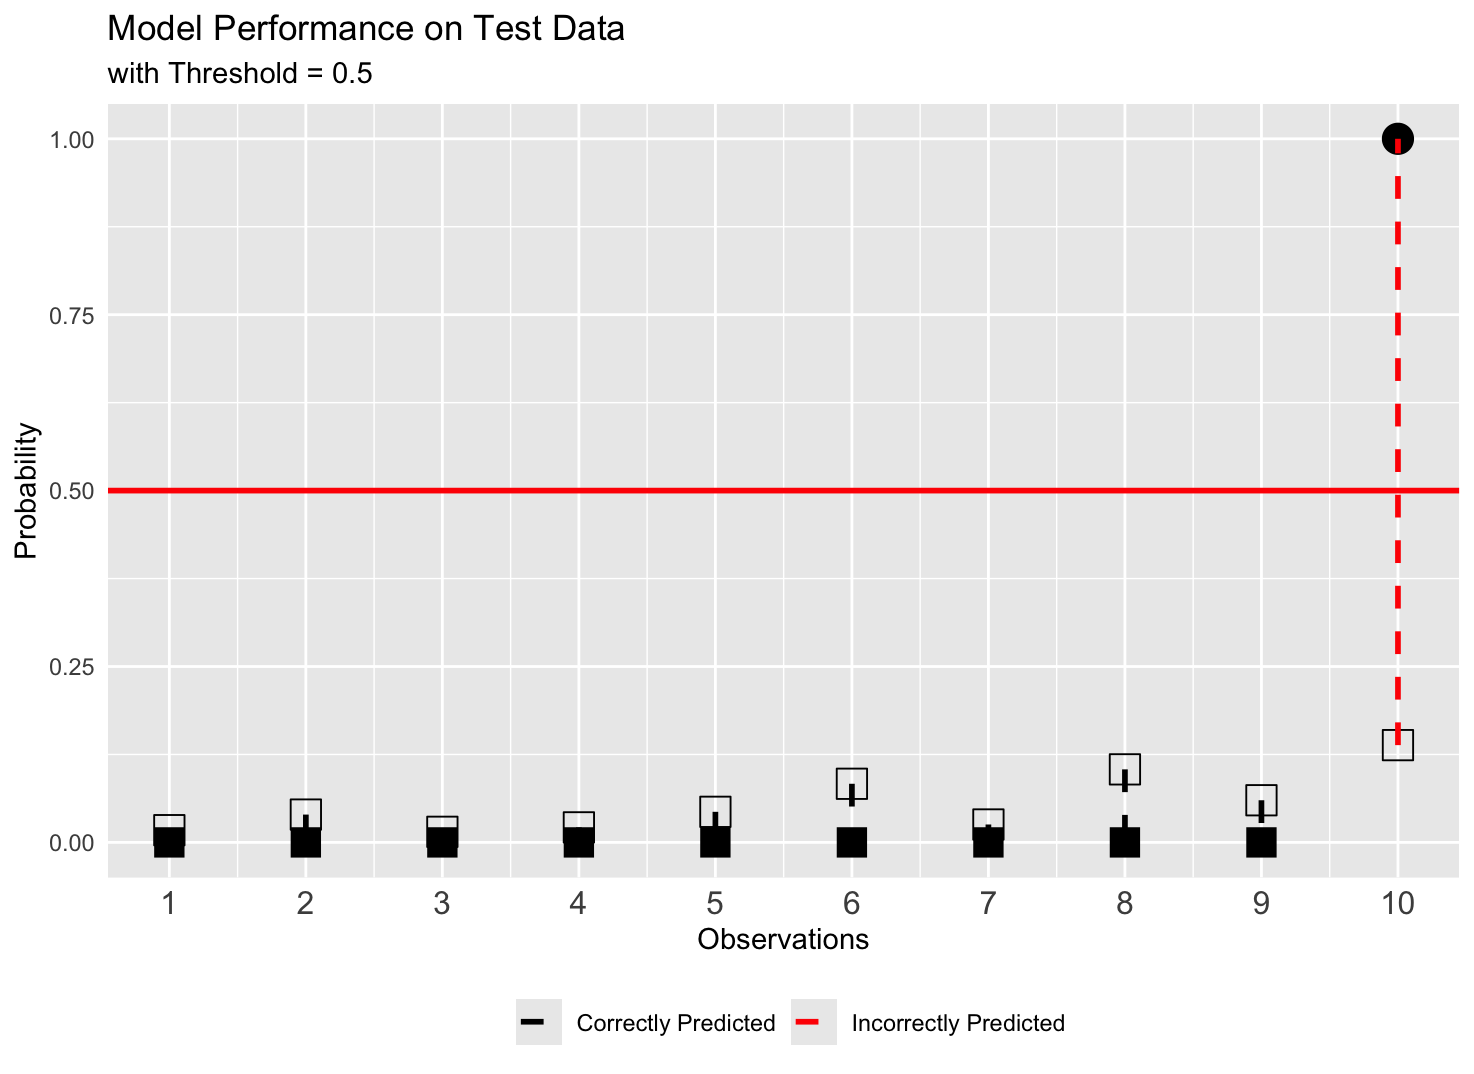 Model Performance on Test Data
with Threshold = 0.5
1.00
0.75
0.50
0.25
0.00
Probability
1 2 3 4 5 6 7 8 9 10
Observations
Correctly Predicted Incorrectly Predicted